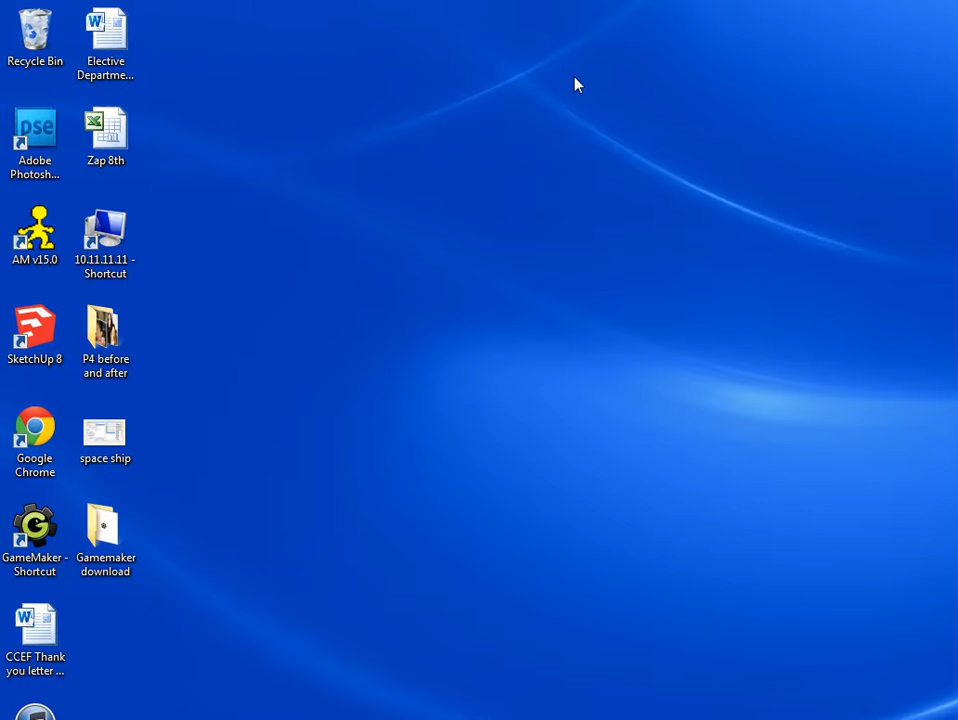 Recycle Bin
Elective
Departme...
pse
Adobe
Photosh...
Zap 8th
AM v15.0
10.11.11.11 -
Shortcut
SketchUp 8
P4 before
and after
Google
Chrome
space ship
GameMaker -
Shortcut
Gamemaker
download
CCEF Thank
you letter ...